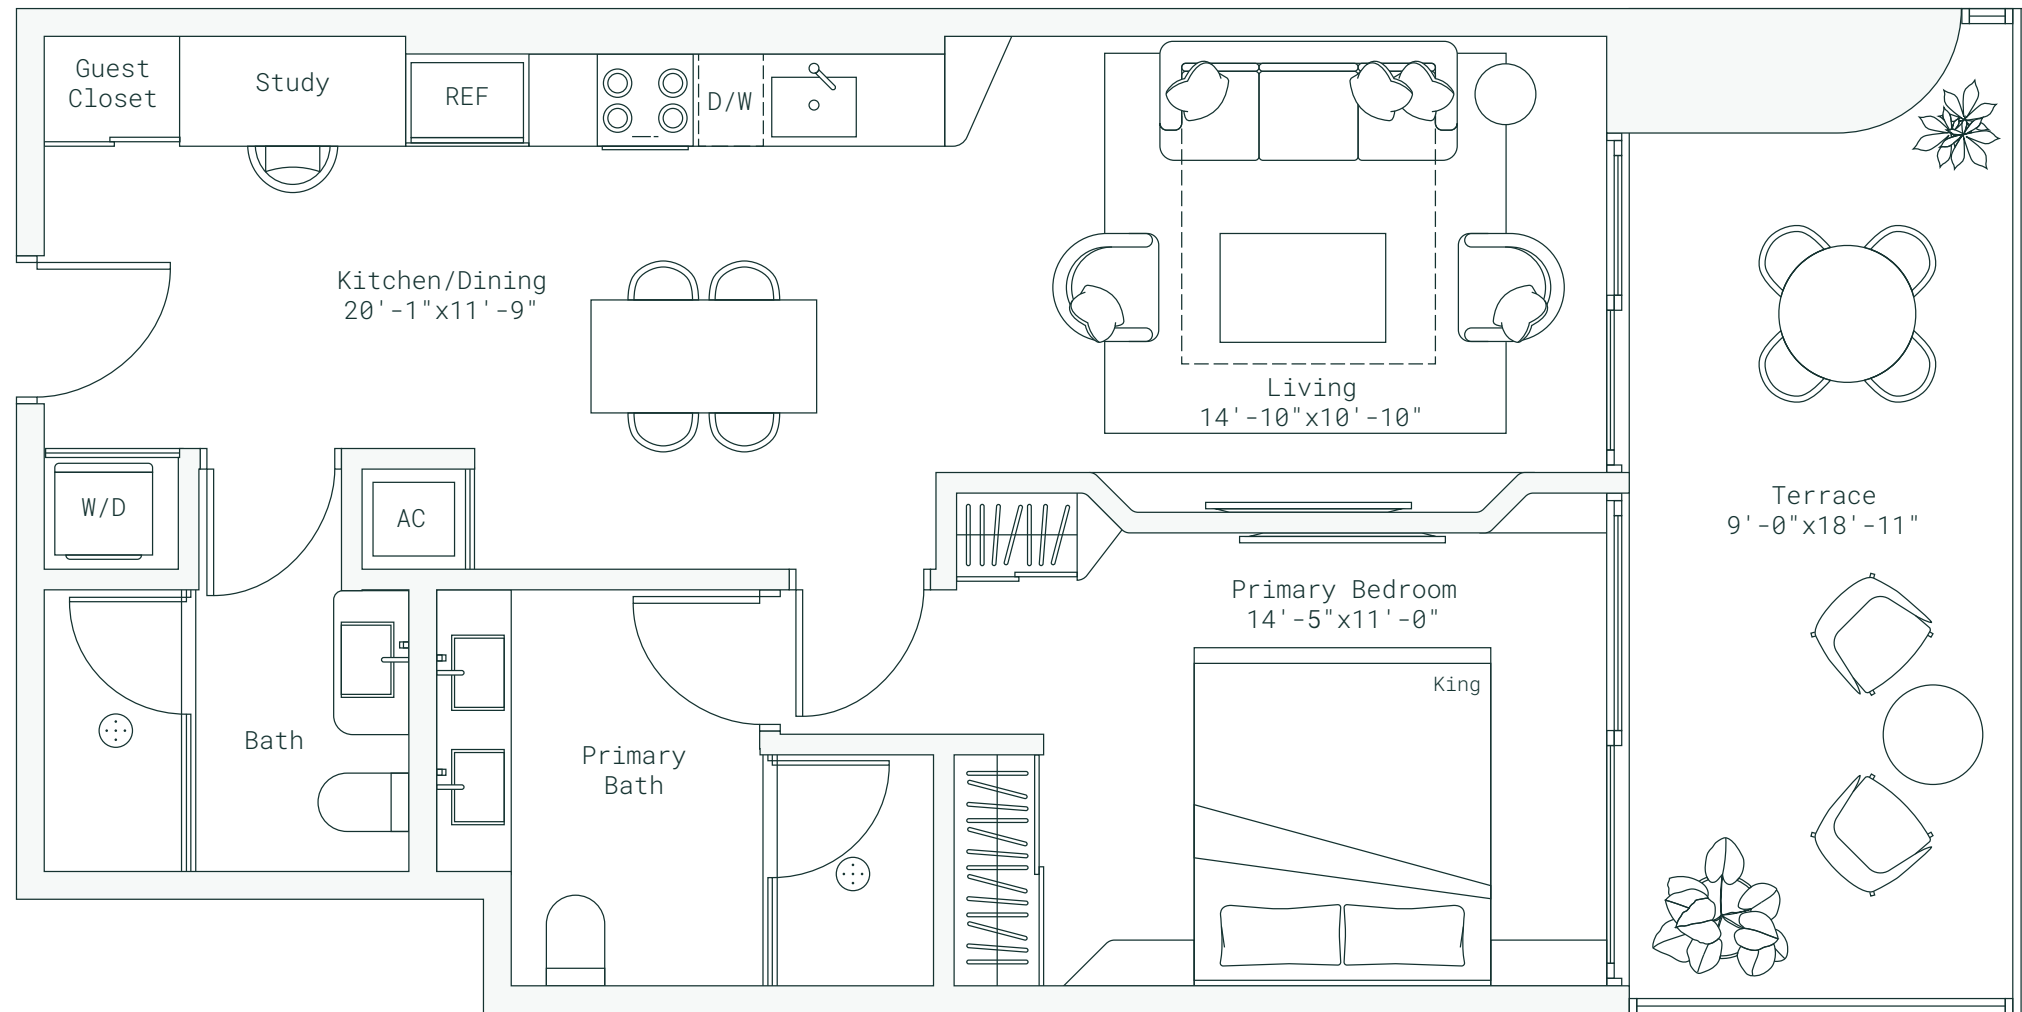 Guest
Closet
Study
REF
D/W
Kitchen/Dining
20'-1"x11'-9"
Living
14'-10"x10'-10"
Terrace
9'-0"x18'-11"
W/D
AC
Primary Bedroom
14'-5"x11'-0"
King
Bath
Primary
Bath